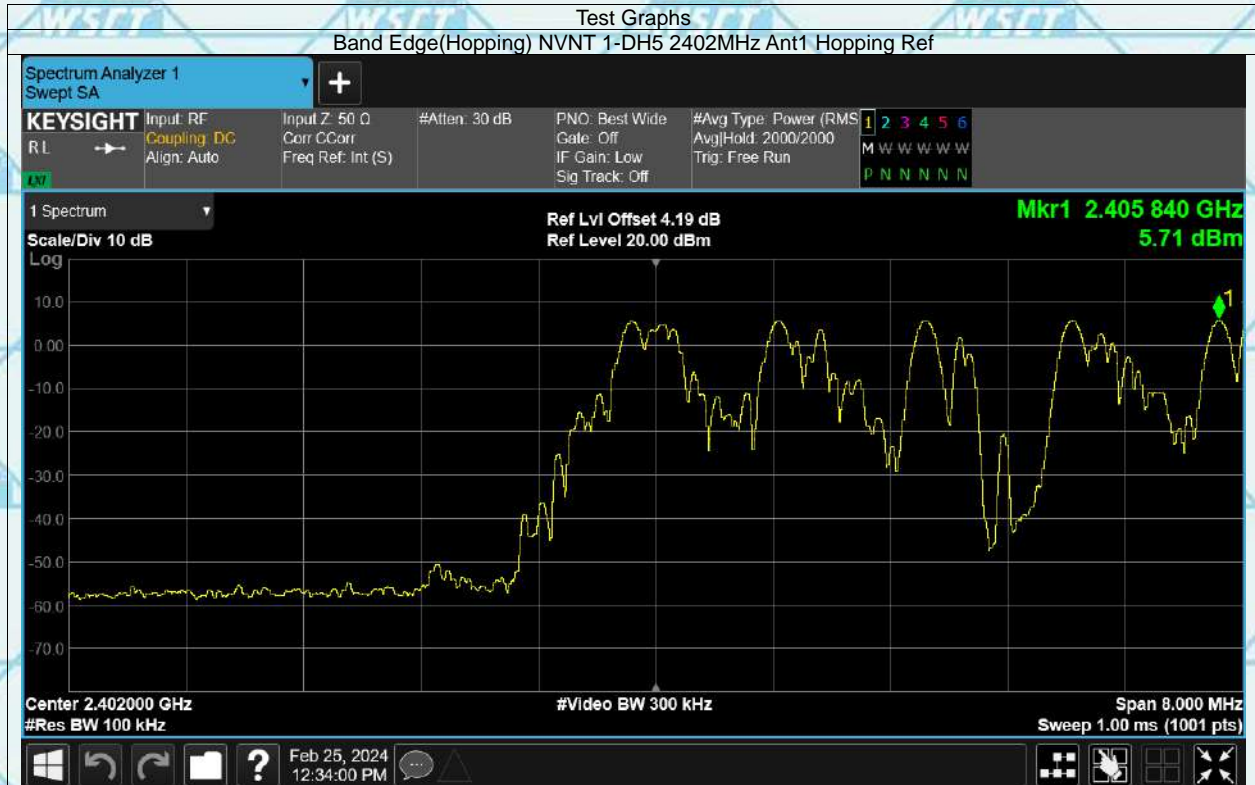 Test Graphs
Band Edge(Hopping) NVNT 1-DH5 2402MHz Ant1 Hopping Ref
Spectrum Analyzer 1
Swept SA
+
KEYSIGHT
RL
LXI
Input: RF
Coupling: DC
Align: Auto
Input Z: 50 Ω
Corr CCorr
Freq Ref: Int (S)
#Atten: 30 dB
PNO: Best Wide
Gate: Off
IF Gain: Low
Sig Track: Off
#Avg Type: Power (RMS
Avg|Hold: 2000/2000
Trig: Free Run
1 2 3 4 5 6
M W W W W W
P N N N N N
1 Spectrum
Scale/Div 10 dB
Ref Lvl Offset 4.19 dB
Ref Level 20.00 dBm
Mkr1 2.405 840 GHz
5.71 dBm
Log
10.0
0.00
-10.0
-20.0
-30.0
-40.0
-50.0
-60.0
-70.0
1
Center 2.402000 GHz
#Res BW 100 kHz
#Video BW 300 kHz
Span 8.000 MHz
Sweep 1.00 ms (1001 pts)
?
Feb 25, 2024
12:34:00 PM
WSCT
WSCT
WSCT
WSCT